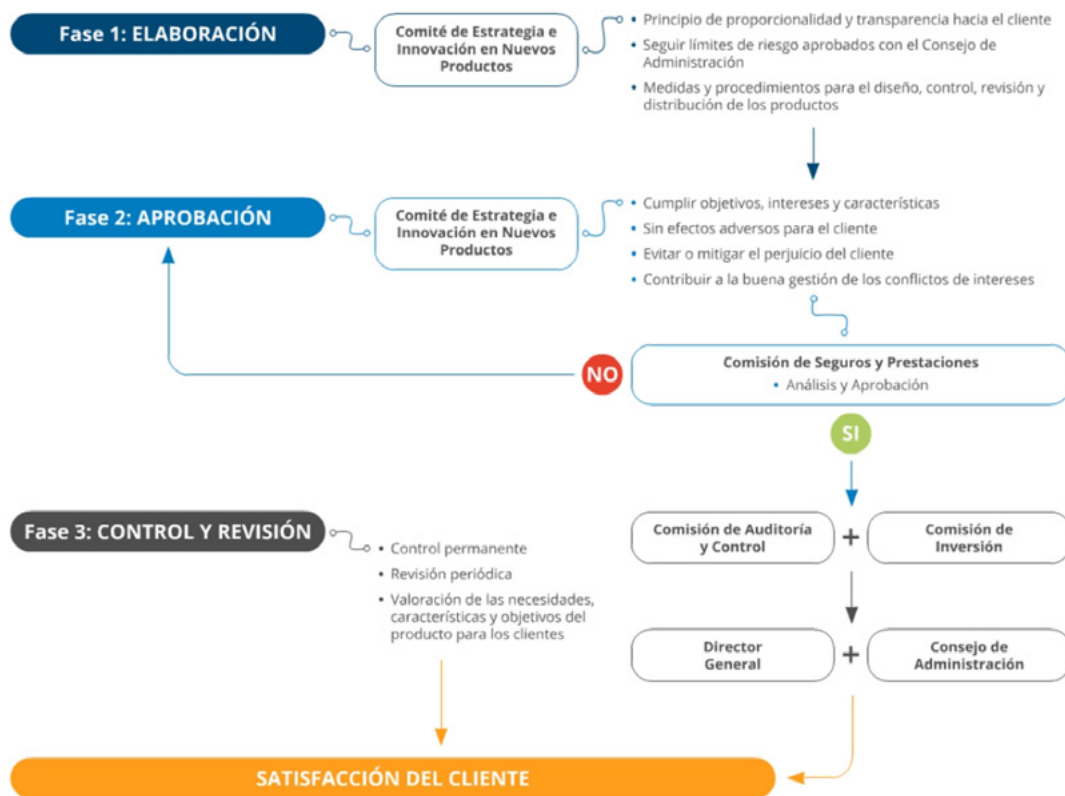 Fase 1: ELABORACIÓN
Comité de Estrategia e
Innovación en Nuevos
Productos
• Principio de proporcionalidad y transparencia hacia el cliente
• Seguir límites de riesgo aprobados con el Consejo de
Administración
• Medidas y procedimientos para el diseño, control, revisión y
distribución de los productos
Fase 2: APROBACIÓN
Comité de Estrategia e
Innovación en Nuevos
Productos
• Cumplir objetivos, intereses y características
• Sin efectos adversos para el cliente
• Evitar o mitigar el perjuicio del cliente
• Contribuir a la buena gestión de los conflictos de intereses
NO
Comisión de Seguros y Prestaciones
• Análisis y Aprobación
SI
Fase 3: CONTROL Y REVISIÓN
• Control permanente
• Revisión periódica
• Valoración de las necesidades,
características y objetivos del
producto para los clientes
Comisión de Auditoría
y Control
+
Comisión de
Inversión
Director
General
+
Consejo de
Administración
SATISFACCIÓN DEL CLIENTE